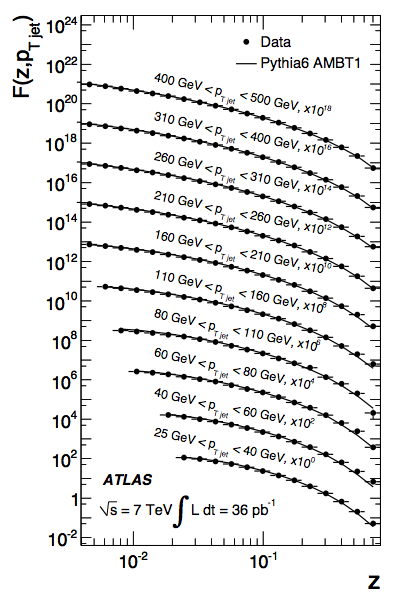 F(z,p_T jet)
10^24
10^22
10^20
10^18
10^16
10^14
10^12
10^10
10^8
10^6
10^4
10^2
1
10^-2
Data
Pythia6 AMBT1
400 GeV < p_T jet < 500 GeV, x10^18
310 GeV < p_T jet < 400 GeV, x10^16
260 GeV < p_T jet < 310 GeV, x10^14
210 GeV < p_T jet < 260 GeV, x10^12
160 GeV < p_T jet < 210 GeV, x10^10
110 GeV < p_T jet < 160 GeV, x10^8
80 GeV < p_T jet < 110 GeV, x10^6
60 GeV < p_T jet < 80 GeV, x10^4
40 GeV < p_T jet < 60 GeV, x10^2
25 GeV < p_T jet < 40 GeV, x10^0
ATLAS
√s = 7 TeV ∫ L dt = 36 pb^-1
10^-2 10^-1
z